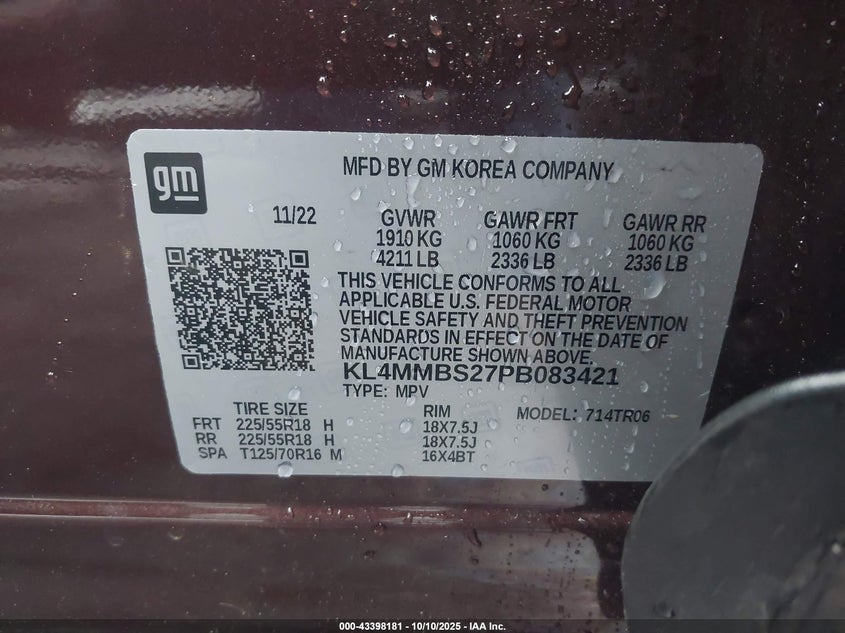 gm
MFD BY GM KOREA COMPANY
11/22 GVWR GAWR FRT GAWR RR
1910 KG 1060 KG 1060 KG
4211 LB 2336 LB 2336 LB
THIS VEHICLE CONFORMS TO ALL
APPLICABLE U.S. FEDERAL MOTOR
VEHICLE SAFETY AND THEFT PREVENTION
STANDARDS IN EFFECT ON THE DATE OF
MANUFACTURE SHOWN ABOVE.
KL4MMBS27PB083421
TYPE: MPV
TIRE SIZE RIM MODEL: 714TR06
FRT 225/55R18 H 18X7.5J
RR 225/55R18 H 18X7.5J
SPA T125/70R16 M 16X4BT
000-43398181 - 10/10/2025 - IAA Inc.